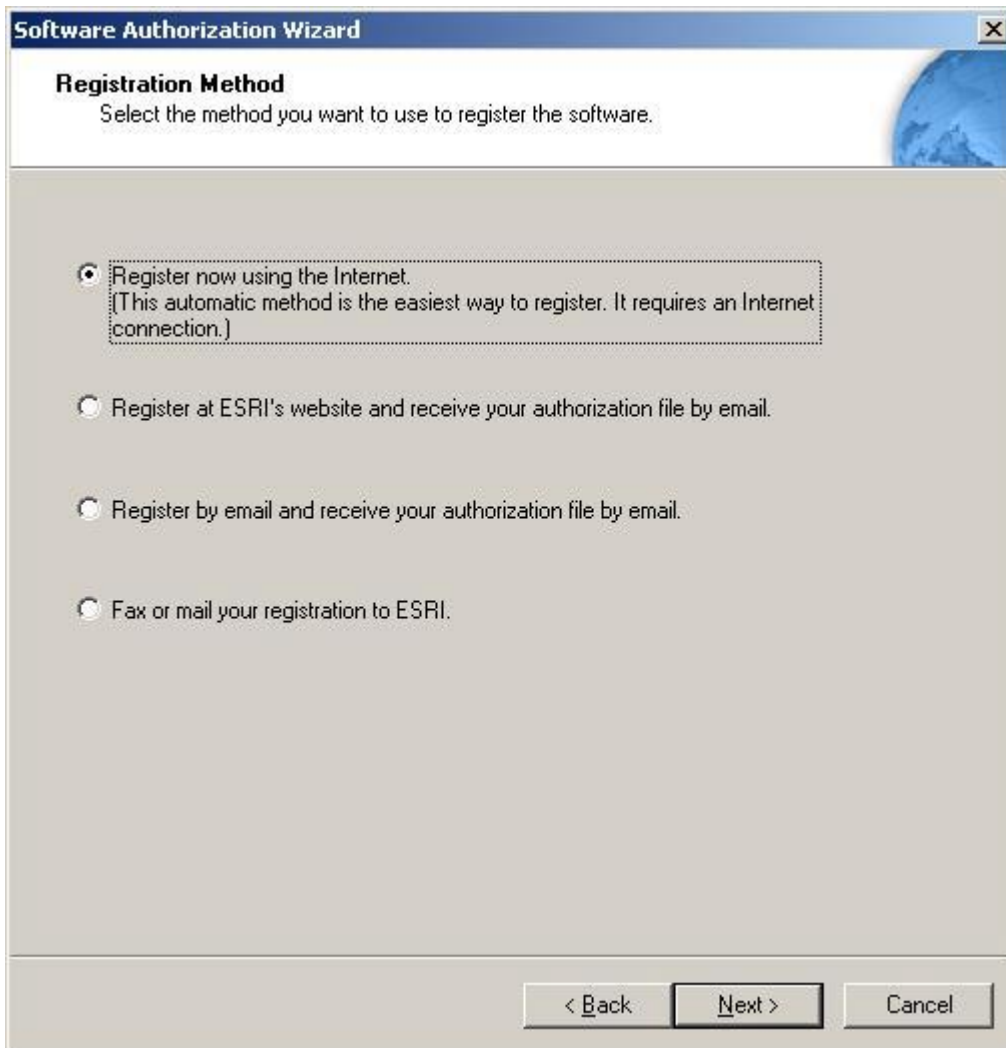 Software Authorization Wizard
Registration Method
Select the method you want to use to register the software.
Register now using the Internet.
(This automatic method is the easiest way to register. It requires an Internet
connection.)
Register at ESRI's website and receive your authorization file by email.
Register by email and receive your authorization file by email.
Fax or mail your registration to ESRI.
< Back
Next >
Cancel